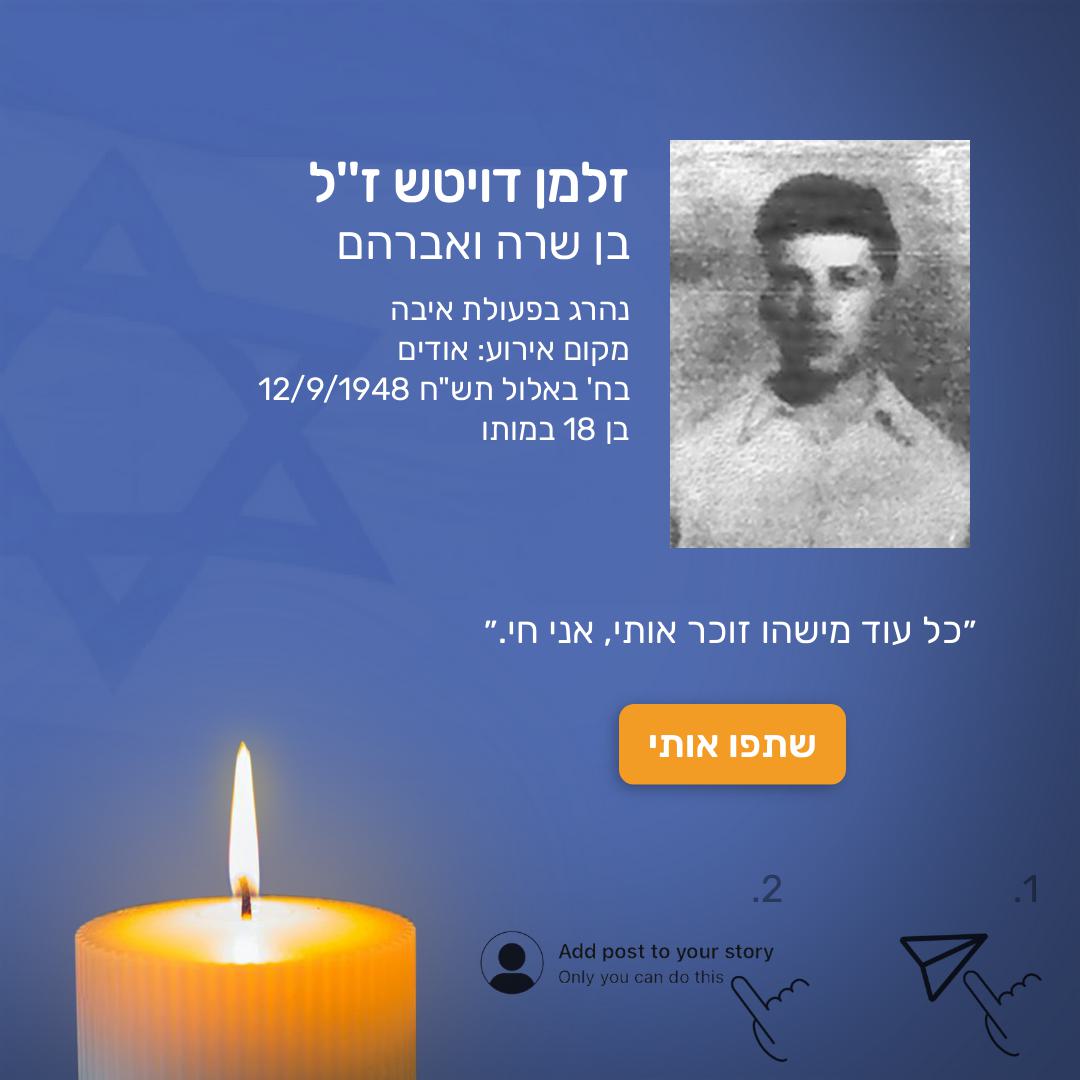 זלמן דויטש ז"ל
בן שרה ואברהם
נהרג בפעולת איבה
מקום אירוע: אודים
בח' באלול תש"ח 12/9/1948
בן 18 במותו
״כל עוד מישהו זוכר אותי, אני חי.״
שתפו אותי
1.
2.
Add post to your story
Only you can do this